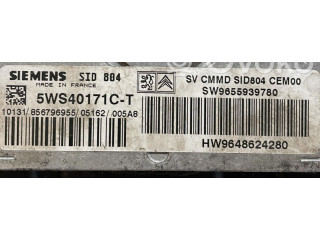 SIEMENS SID 804
MADE IN FRANCE
5WS40171C-T
10131/856796955/05162/005A8
SV CMMD SID804 CEM00
SW9655939780
HW9648624280